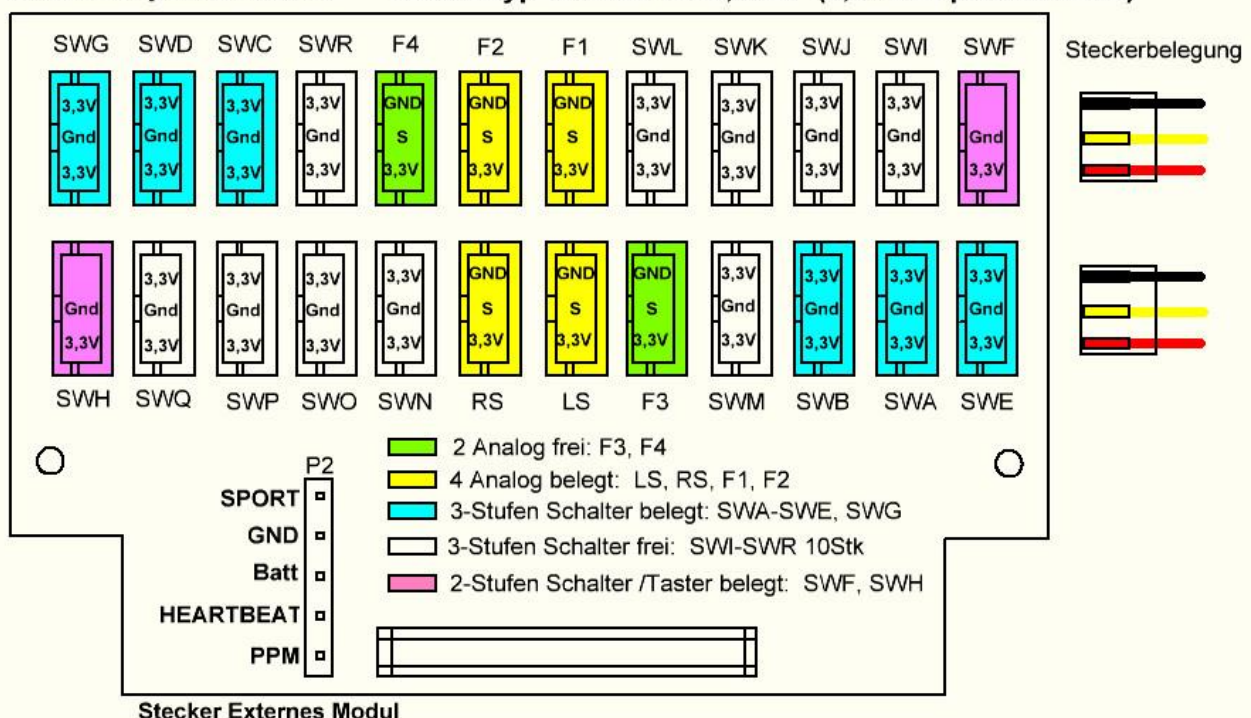 SWG SWD SWC SWR F4 F2 F1 SWL SWK SWJ SWI SWF
Steckerbelegung
3,3V 3,3V 3,3V 3,3V GND GND GND 3,3V 3,3V 3,3V 3,3V
Gnd Gnd Gnd Gnd S S S Gnd Gnd Gnd Gnd Gnd
3,3V 3,3V 3,3V 3,3V 3,3V 3,3V 3,3V 3,3V 3,3V 3,3V 3,3V 3,3V
3,3V 3,3V 3,3V 3,3V GND GND GND 3,3V 3,3V 3,3V 3,3V
Gnd Gnd Gnd Gnd Gnd S S S Gnd Gnd Gnd Gnd
3,3V 3,3V 3,3V 3,3V 3,3V 3,3V 3,3V 3,3V 3,3V 3,3V 3,3V 3,3V
SWH SWQ SWP SWO SWN RS LS F3 SWM SWB SWA SWE
2 Analog frei: F3, F4
4 Analog belegt: LS, RS, F1, F2
3-Stufen Schalter belegt: SWA-SWE, SWG
3-Stufen Schalter frei: SWI-SWR 10Stk
2-Stufen Schalter /Taster belegt: SWF, SWH
P2
SPORT
GND
Batt
HEARTBEAT
PPM
Stecker Externes Modul